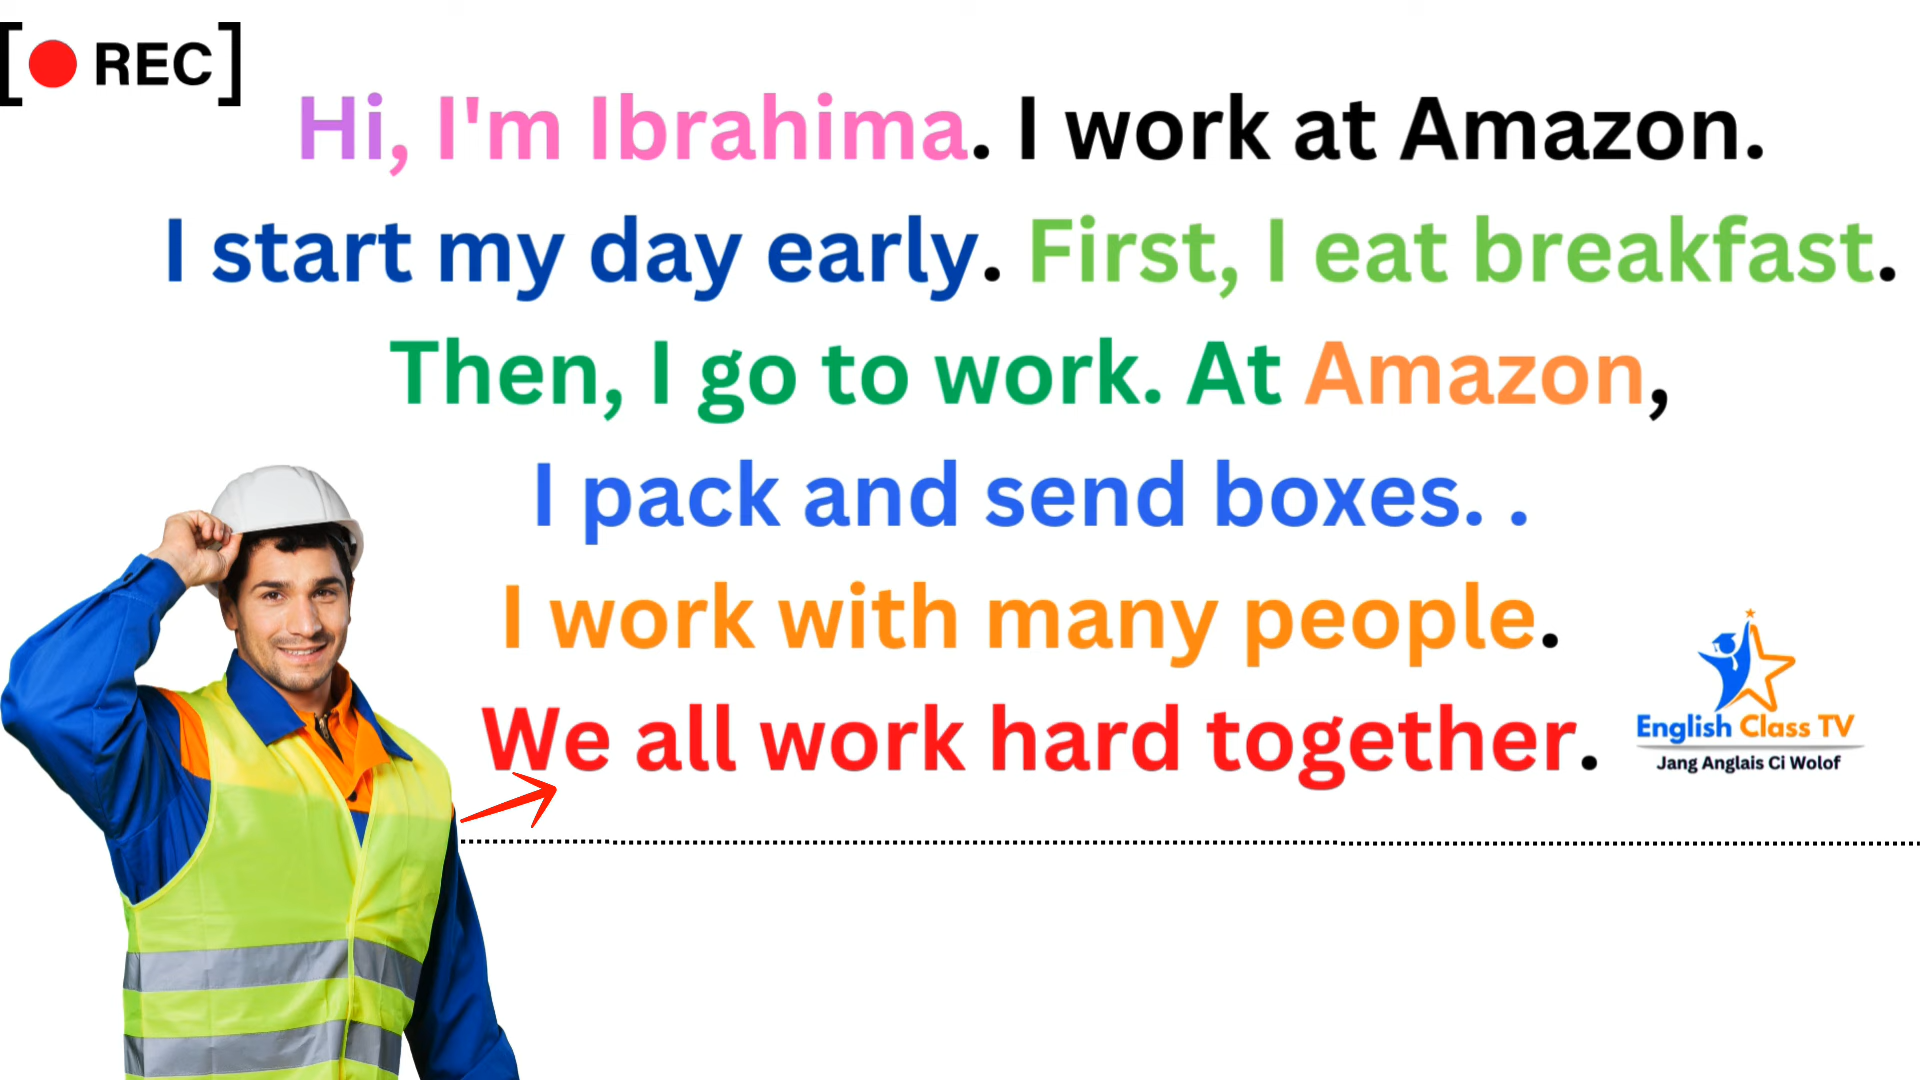 [● REC]
Hi, I'm Ibrahima. I work at Amazon.
I start my day early. First, I eat breakfast.
Then, I go to work. At Amazon,
I pack and send boxes. .
I work with many people.
We all work hard together.
English Class TV
Jang Anglais Ci Wolof